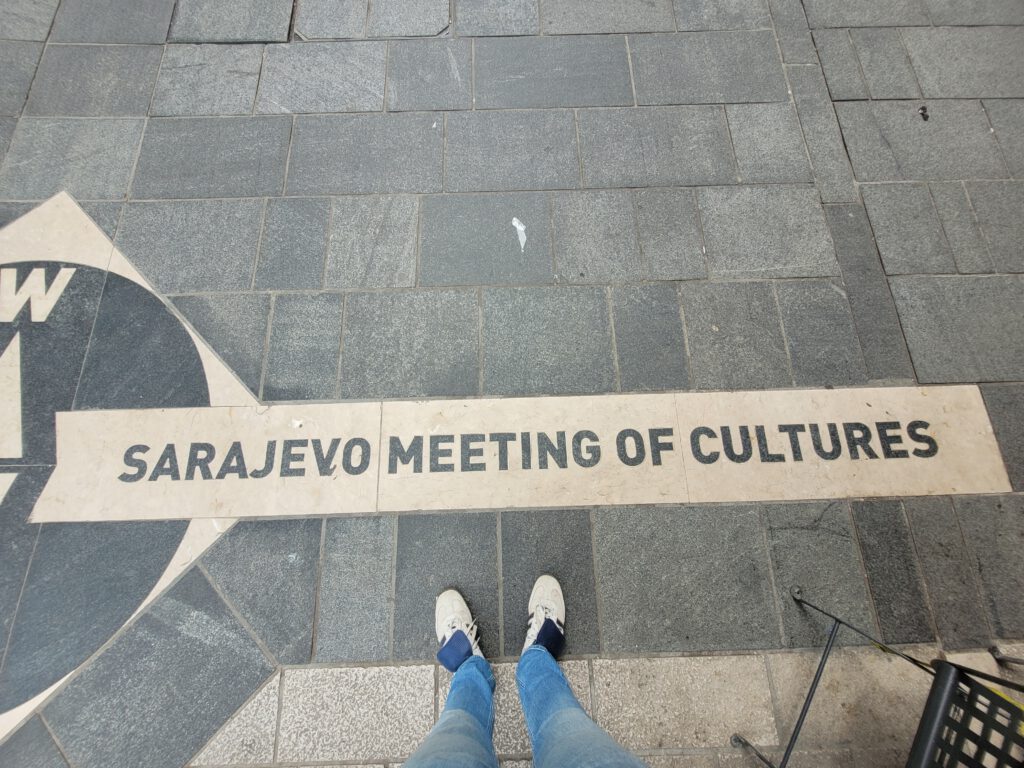 W
SARAJEVO MEETING OF CULTURES